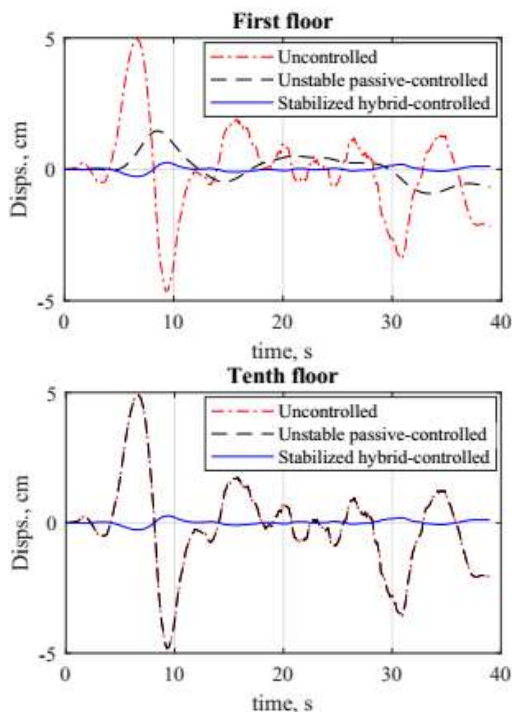 First floor
Uncontrolled
Unstable passive-controlled
Stabilized hybrid-controlled
Disps., cm
5
0
-5
0
10
20
30
40
time, s
Tenth floor
Uncontrolled
Unstable passive-controlled
Stabilized hybrid-controlled
Disps., cm
5
0
-5
0
10
20
30
40
time, s